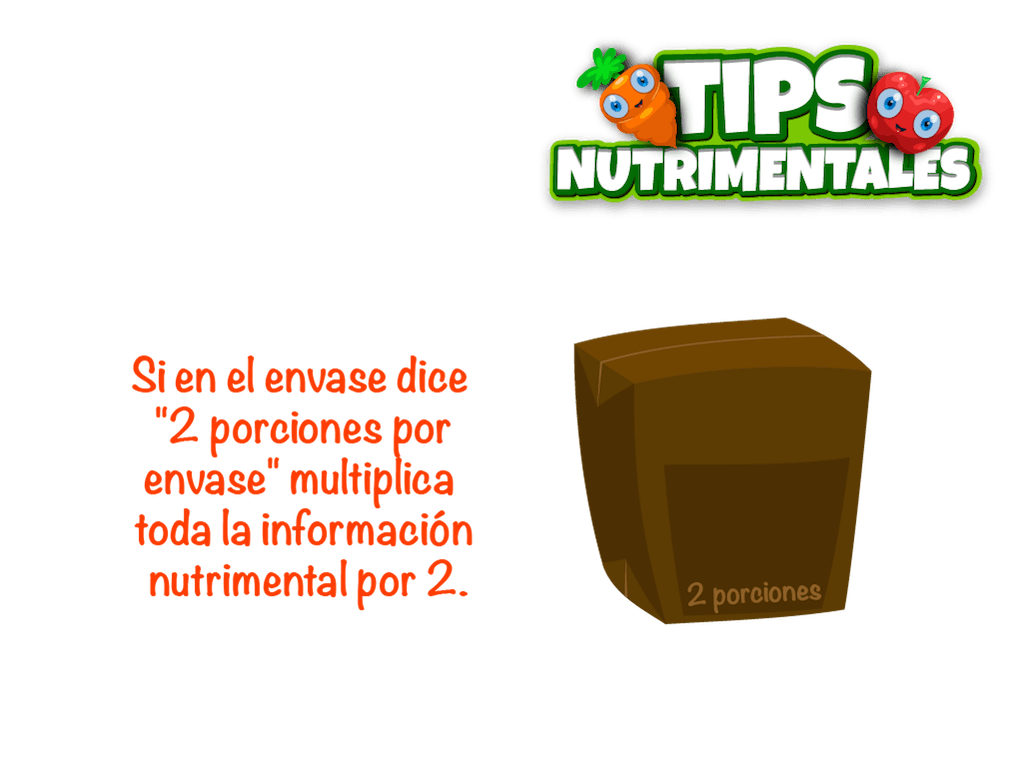 TIPS
NUTRIMENTALES
Si en el envase dice
"2 porciones por
envase" multiplica
toda la información
nutrimental por 2.
2 porciones